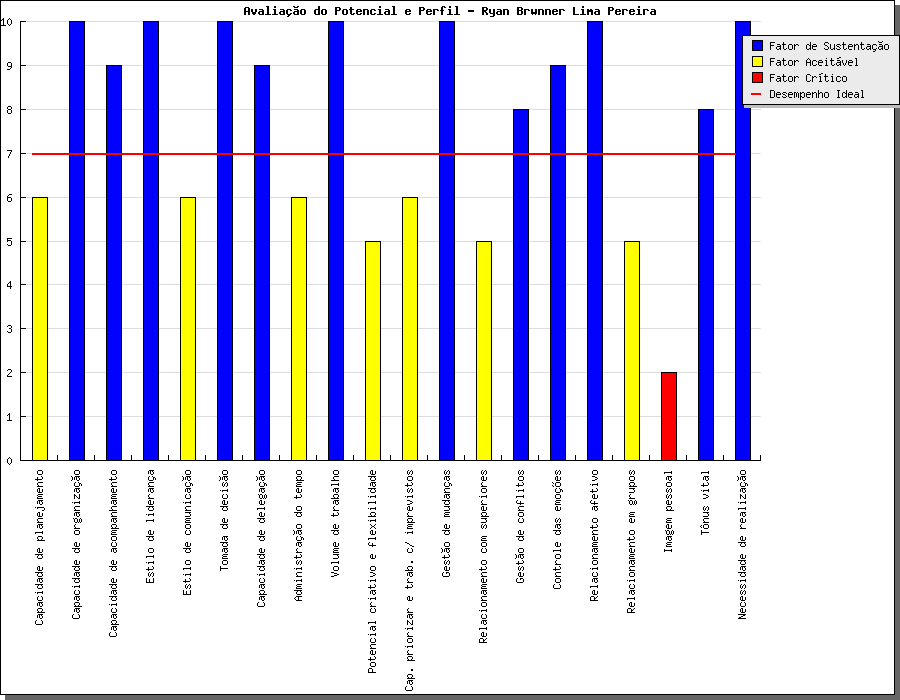 Avaliação do Potencial e Perfil - Ryan Brwnner Lima Pereira
Fator de Sustentação
Fator Aceitável
Fator Crítico
Desempenho Ideal
10
9
8
7
6
5
4
3
2
1
0
Capacidade de planejamento
Capacidade de organização
Capacidade de acompanhamento
Estilo de liderança
Estilo de comunicação
Tomada de decisão
Capacidade de delegação
Administração do tempo
Volume de trabalho
Potencial criativo e flexibilidade
Cap. priorizar e trab. c/ imprevistos
Gestão de mudanças
Relacionamento com superiores
Gestão de conflitos
Controle das emoções
Relacionamento afetivo
Relacionamento em grupos
Imagem pessoal
Tônus vital
Necessidade de realização